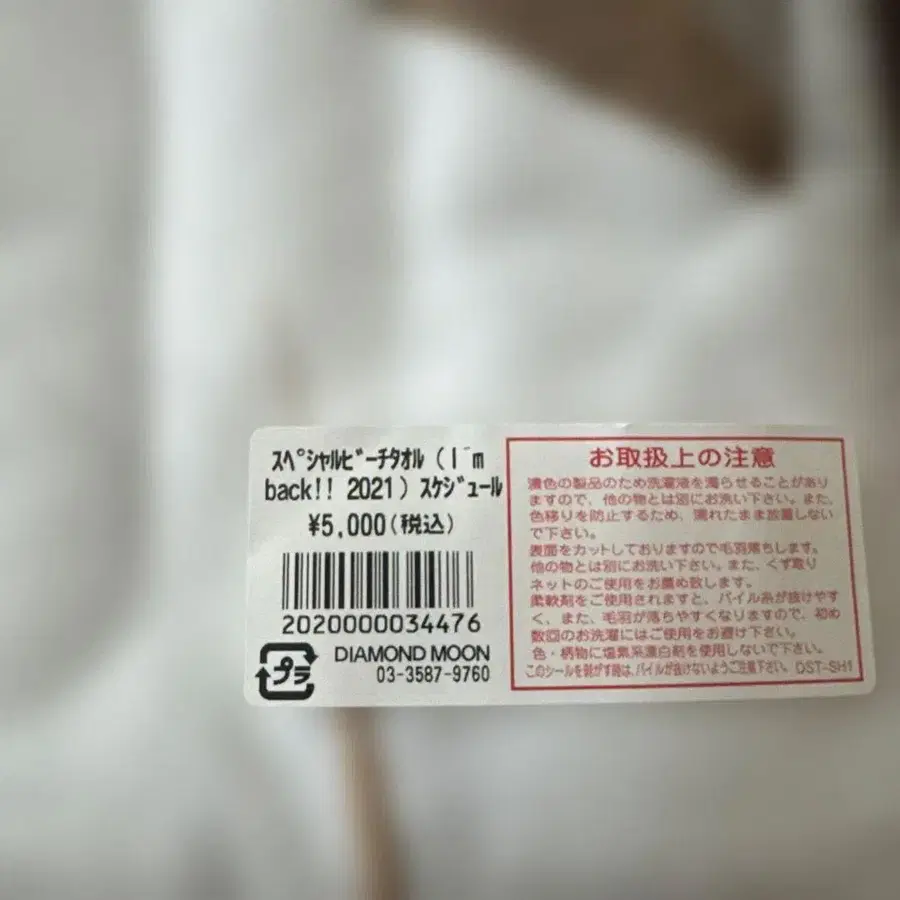 スペシャルビーチタオル (I¨m
back!! 2021) スケジュール
¥5,000(税込)
2020000034476
プラ
DIAMOND MOON
03-3587-9760
お取扱上の注意
濃色の製品のため洗濯液を濁らせることがあり
ますので、他の物とは別にお洗い下さい。また、
色移りを防止するため、濡れたまま放置しない
で下さい。
表面をカットしておりますので毛羽落ちします。
他の物とは別にお洗い下さい。また、くず取り
ネットのご使用をお薦め致します。
柔軟剤をご使用されますと、パイル糸が抜けやす
く、また、毛羽が落ちやすくなりますので、初め
数回のお洗濯にはご使用をお避け下さい。
色・柄物に塩素系漂白剤を使用しないで下さい。
このシールを剥がす時は、パイルが抜けないようご注意下さい。 DST-SH1